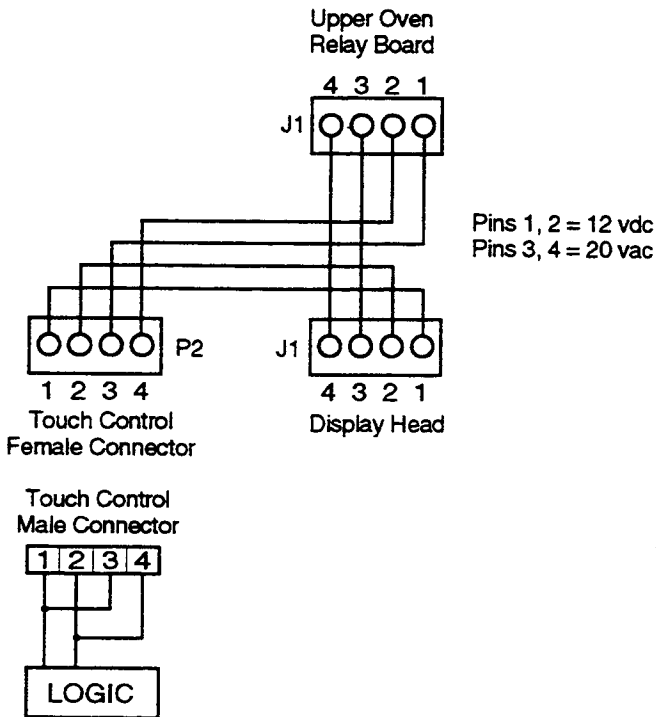 Upper Oven
Relay Board
4 3 2 1
J1
Pins 1, 2 = 12 vdc
Pins 3, 4 = 20 vac
P2
J1
1 2 3 4
4 3 2 1
Touch Control
Female Connector
Display Head
Touch Control
Male Connector
1 2 3 4
LOGIC